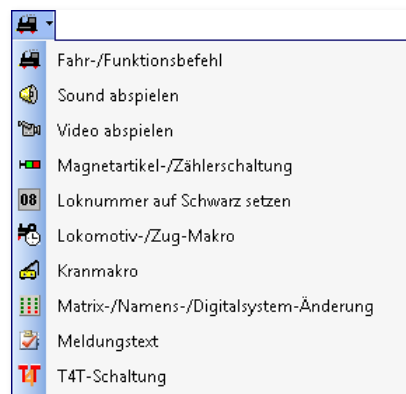 Fahr-/Funktionsbefehl
Sound abspielen
Video abspielen
Magnetartikel-/Zählerschaltung
08 Loknummer auf Schwarz setzen
Lokomotiv-/Zug-Makro
Kranmakro
Matrix-/Namens-/Digitalsystem-Änderung
Meldungstext
T4T T4T-Schaltung